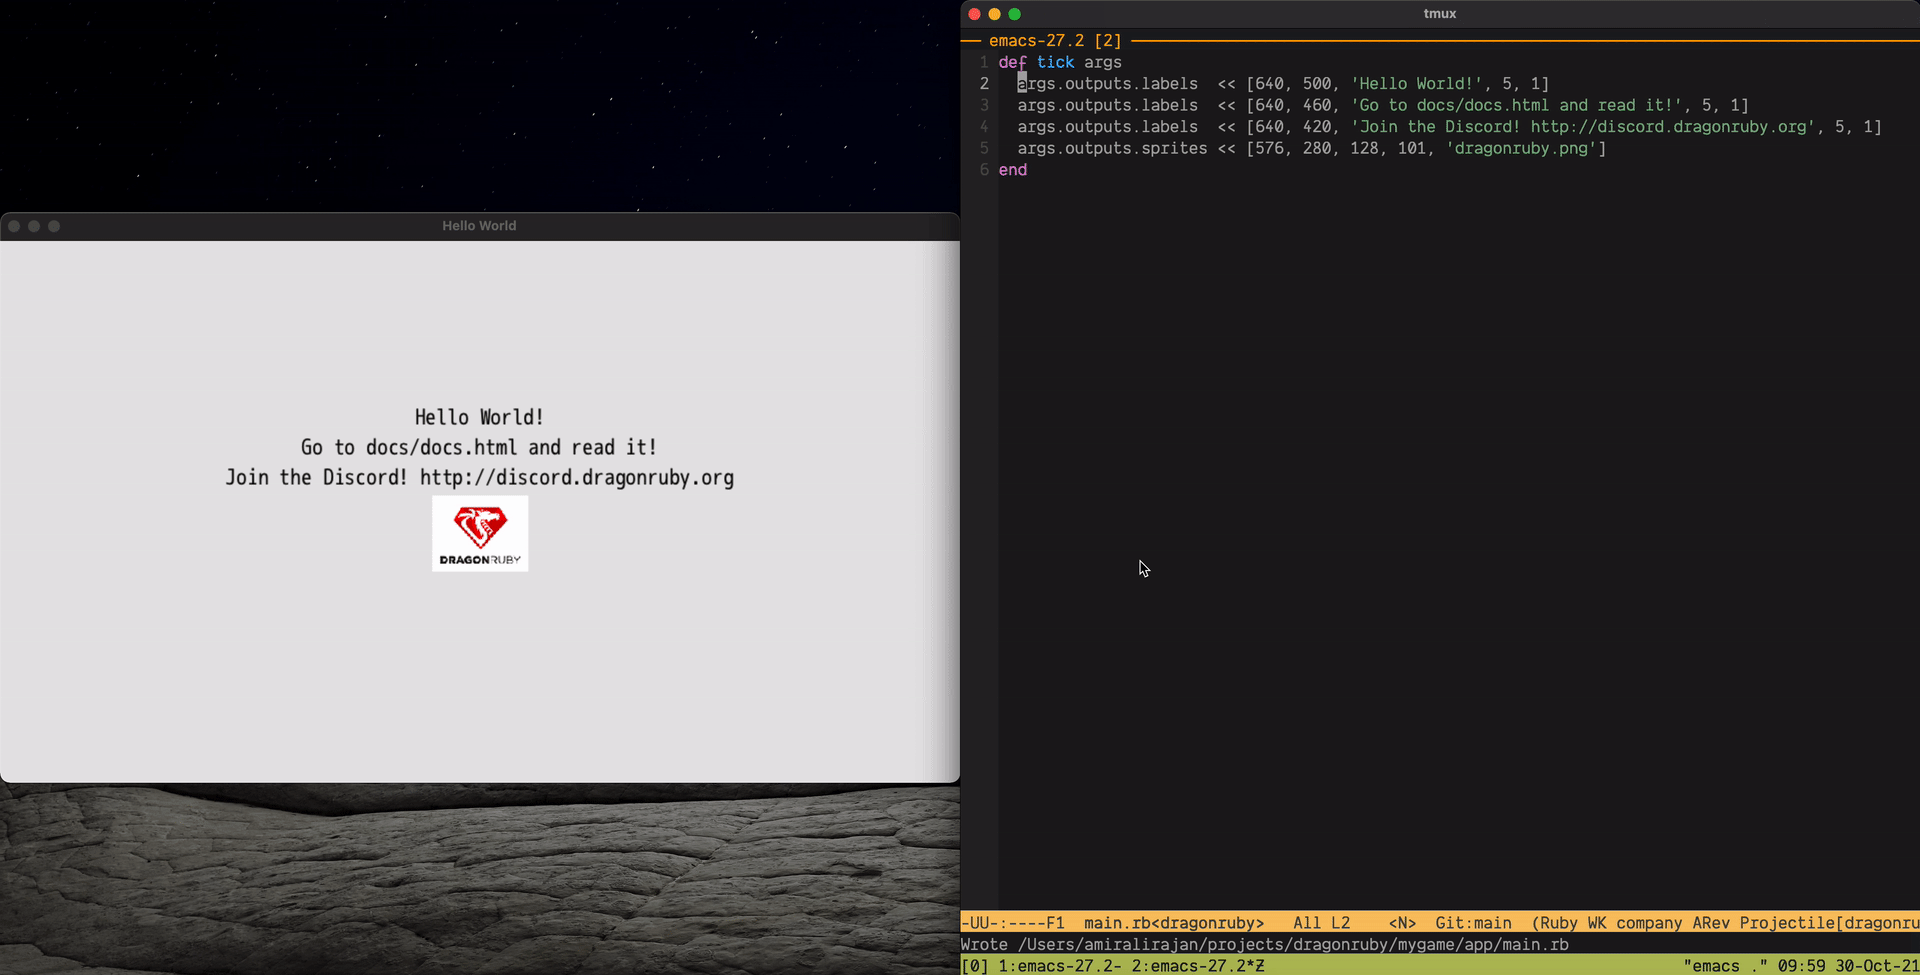 Hello World
Hello World!
Go to docs/docs.html and read it!
Join the Discord! http://discord.dragonruby.org
DRAGONRUBY
tmux
emacs-27.2 [2]
1 def tick args
2   args.outputs.labels  << [640, 500, 'Hello World!', 5, 1]
3   args.outputs.labels  << [640, 460, 'Go to docs/docs.html and read it!', 5, 1]
4   args.outputs.labels  << [640, 420, 'Join the Discord! http://discord.dragonruby.org', 5, 1]
5   args.outputs.sprites << [576, 280, 128, 101, 'dragonruby.png']
6 end
-UU-:----F1  main.rb<dragonruby>   All L2    <N>  Git:main  (Ruby WK company ARev Projectile[dragonru
Wrote /Users/amiralirajan/projects/dragonruby/mygame/app/main.rb
[0] 1:emacs-27.2- 2:emacs-27.2*Z "emacs ." 09:59 30-Oct-21